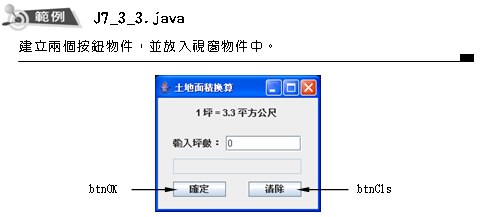 範例 J7_3_3.java
建立兩個按鈕物件，並放入視窗物件中。
土地面積換算
1 坪 = 3.3 平方公尺
輸入坪數： 0
btnOK 確定 清除 btnCls